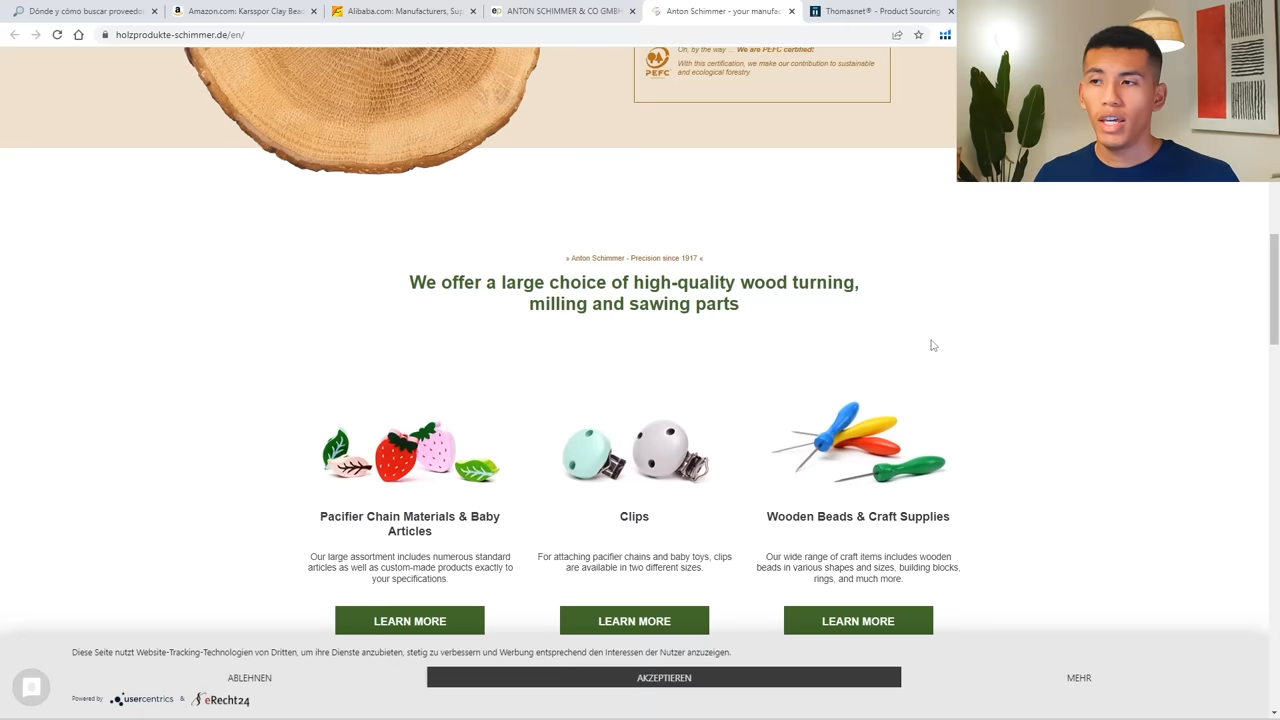 Dónde y cómo buscar proveedo
Amazon.com: Karsspor Clay Bea
Alibaba.com: Manufacturers, Sup
ep ANTON SCHIMMER & CO GMBH
Anton Schimmer - your manufac
Thomasnet® - Product Sourcing
holzprodukte-schimmer.de/en/
Oh, by the way ... We are PEFC certified!
With this certification, we make our contribution to sustainable
and ecological forestry.
PEFC
» Anton Schimmer - Precision since 1917 «
We offer a large choice of high-quality wood turning,
milling and sawing parts
Pacifier Chain Materials & Baby
Articles
Our large assortment includes numerous standard
articles as well as custom-made products exactly to
your specifications.
LEARN MORE
Clips
For attaching pacifier chains and baby toys, clips
are available in two different sizes.
LEARN MORE
Wooden Beads & Craft Supplies
Our wide range of craft items includes wooden
beads in various shapes and sizes, building blocks,
rings, and much more.
LEARN MORE
Diese Seite nutzt Website-Tracking-Technologien von Dritten, um ihre Dienste anzubieten, stetig zu verbessern und Werbung entsprechend den Interessen der Nutzer anzuzeigen.
ABLEHNEN
AKZEPTIEREN
MEHR
Powered by usercentrics & eRecht24